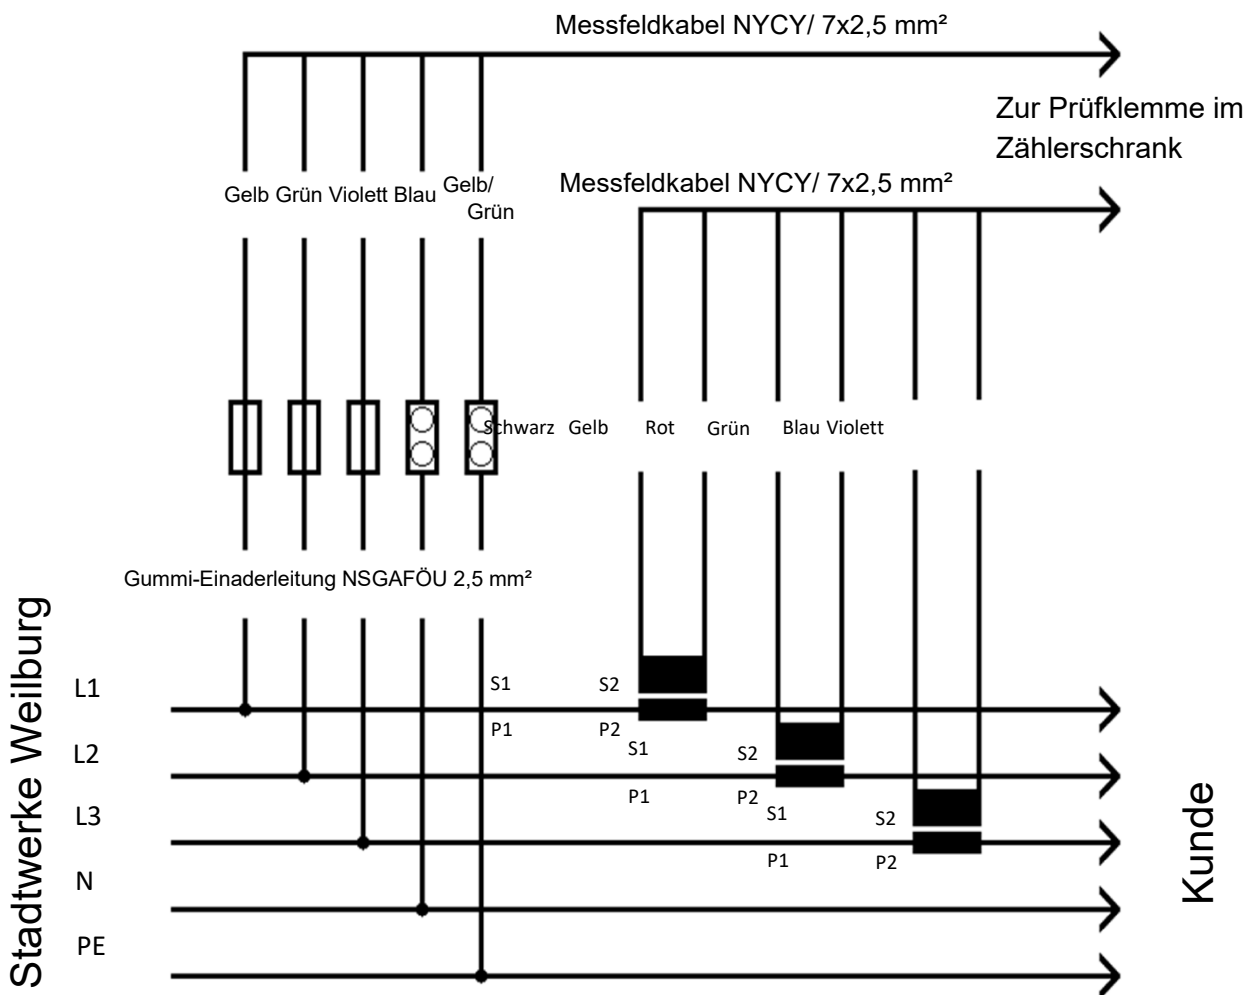 Messfeldkabel NYCY/ 7x2,5 mm²
Zur Prüfklemme im
Zählerschrank
Gelb Grün Violett Blau Gelb/
Grün
Messfeldkabel NYCY/ 7x2,5 mm²
Schwarz Gelb Rot Grün Blau Violett
Gummi-Einaderleitung NSGAFÖU 2,5 mm²
Stadtwerke Weilburg
L1
S1 S2
P1 P2
L2
S1 S2
P1 P2
L3
S1 S2
P1 P2
N
PE
Kunde